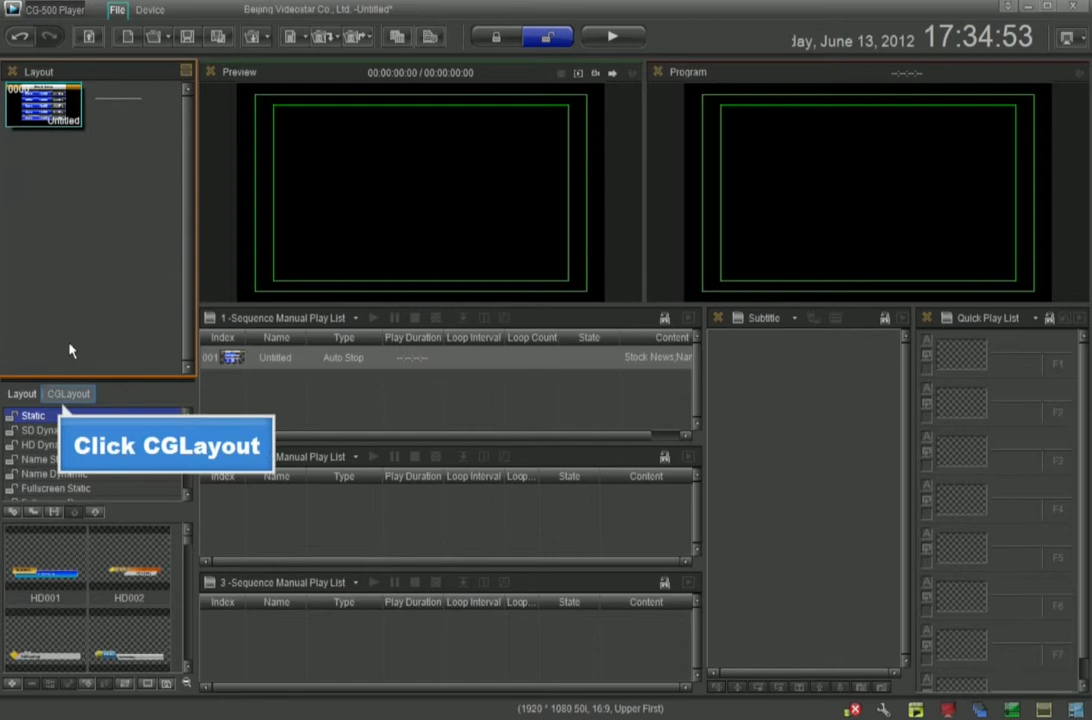 CG-500 Player File Device Beijing Videostar Co., Ltd. -Untitled*
day, June 13, 2012 17:34:53
Layout
Untitled
Preview 00:00:00:00 / 00:00:00:00
Program --:--:--:--
1 -Sequence Manual Play List
Index Name Type Play Duration Loop Interval Loop Count State Content
001 Untitled Auto Stop --:--:--:-- Stock News;Nar
Subtitle
Quick Play List
F1
F2
F3
F4
F5
F6
F7
Layout CGLayout
Static
SD Dyna
HD Dyna
Name St
Name Dynamic
Fullscreen Static
Click CGLayout
Manual Play List
Index Name Type Play Duration Loop Interval Loop... State Content
HD001 HD002
3 -Sequence Manual Play List
Index Name Type Play Duration Loop Interval Loop... State Content
(1920 * 1080 50I, 16:9, Upper First)